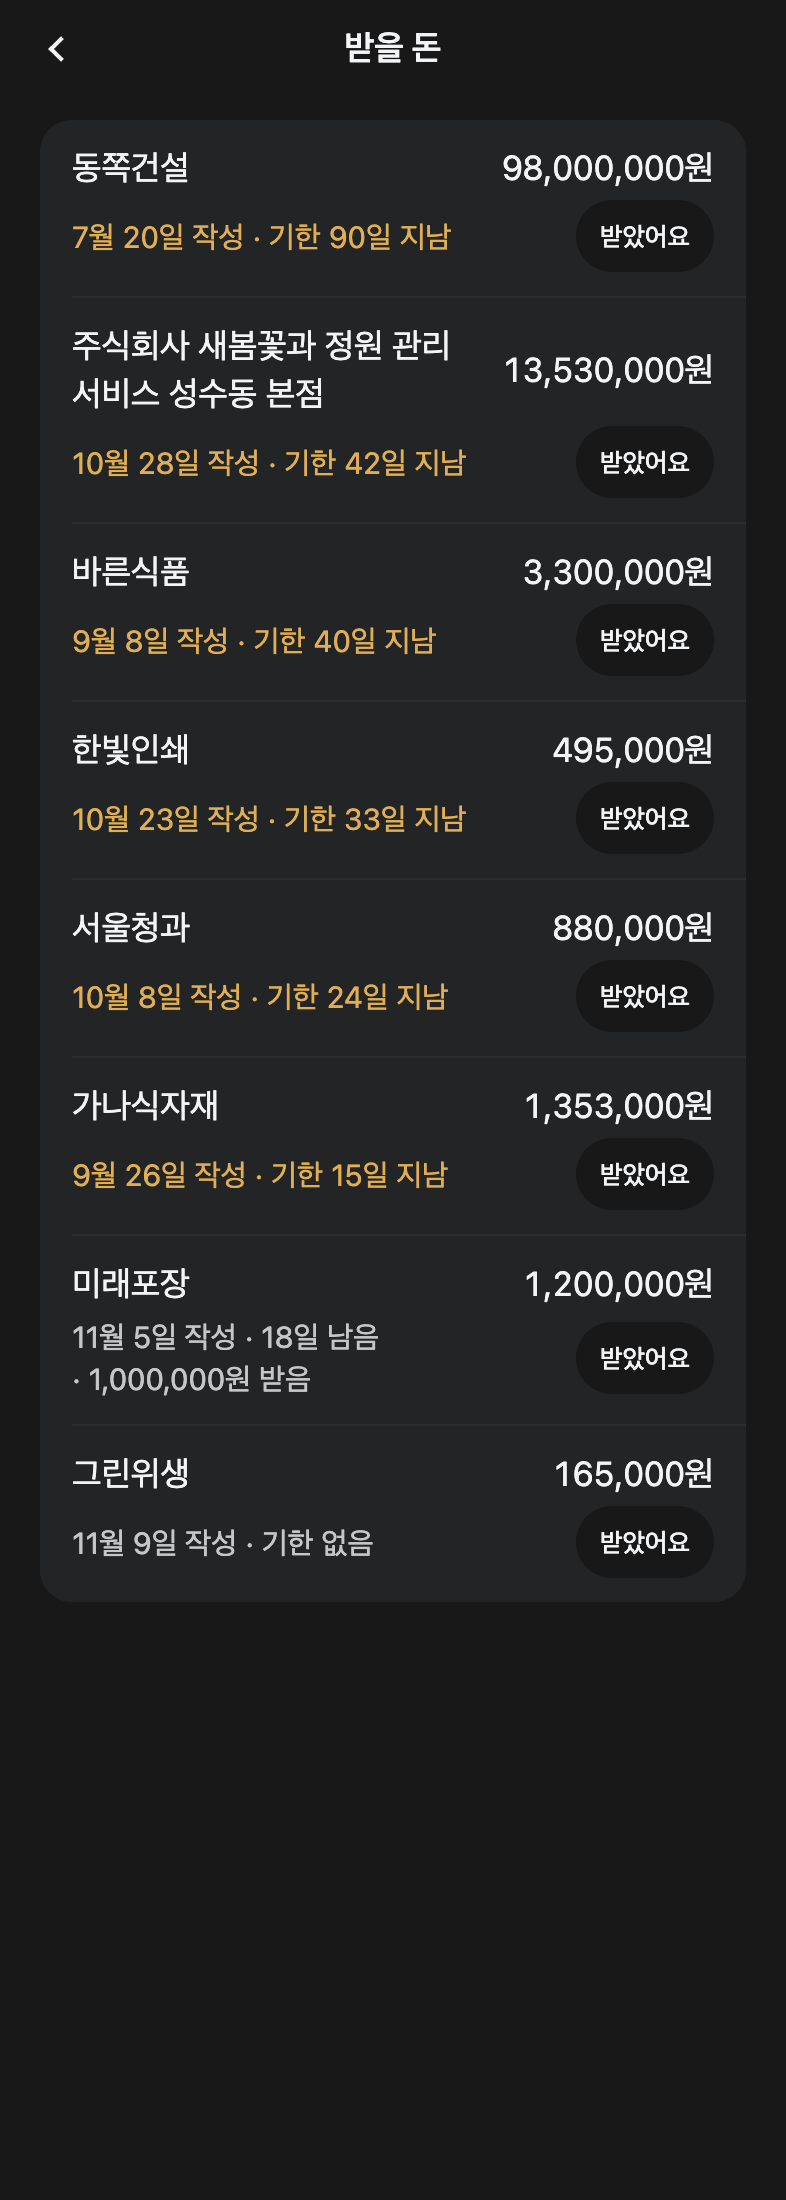 받을 돈
동쪽건설 98,000,000원
7월 20일 작성 · 기한 90일 지남 받았어요
주식회사 새봄꽃과 정원 관리
서비스 성수동 본점 13,530,000원
10월 28일 작성 · 기한 42일 지남 받았어요
바른식품 3,300,000원
9월 8일 작성 · 기한 40일 지남 받았어요
한빛인쇄 495,000원
10월 23일 작성 · 기한 33일 지남 받았어요
서울청과 880,000원
10월 8일 작성 · 기한 24일 지남 받았어요
가나식자재 1,353,000원
9월 26일 작성 · 기한 15일 지남 받았어요
미래포장 1,200,000원
11월 5일 작성 · 18일 남음
· 1,000,000원 받음 받았어요
그린위생 165,000원
11월 9일 작성 · 기한 없음 받았어요